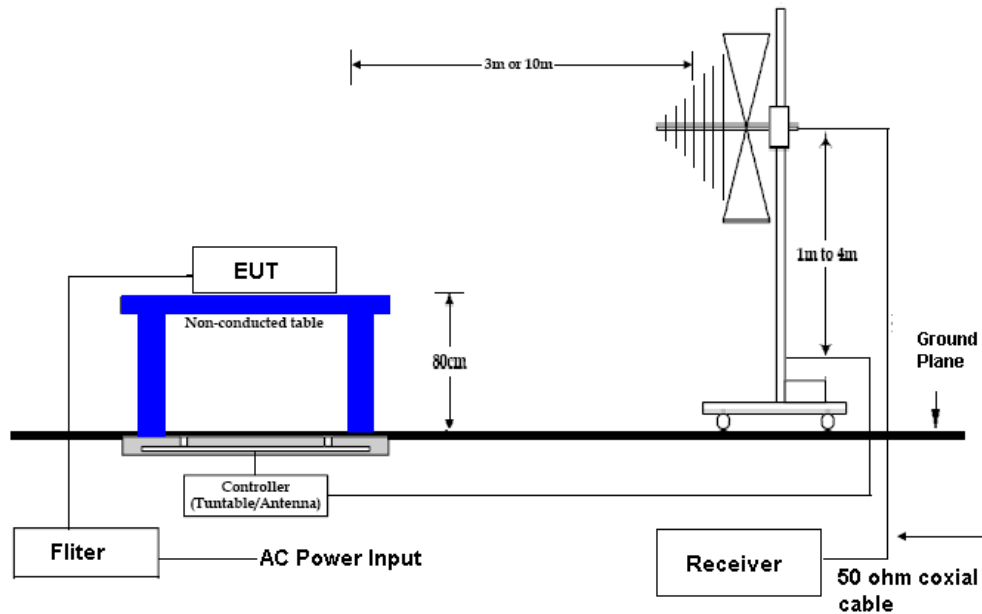 3m or 10m
EUT
Non-conducted table
80cm
1m to 4m
Ground
Plane
Controller
(Tuntable/Antenna)
Fliter
AC Power Input
Receiver
50 ohm coxial
cable